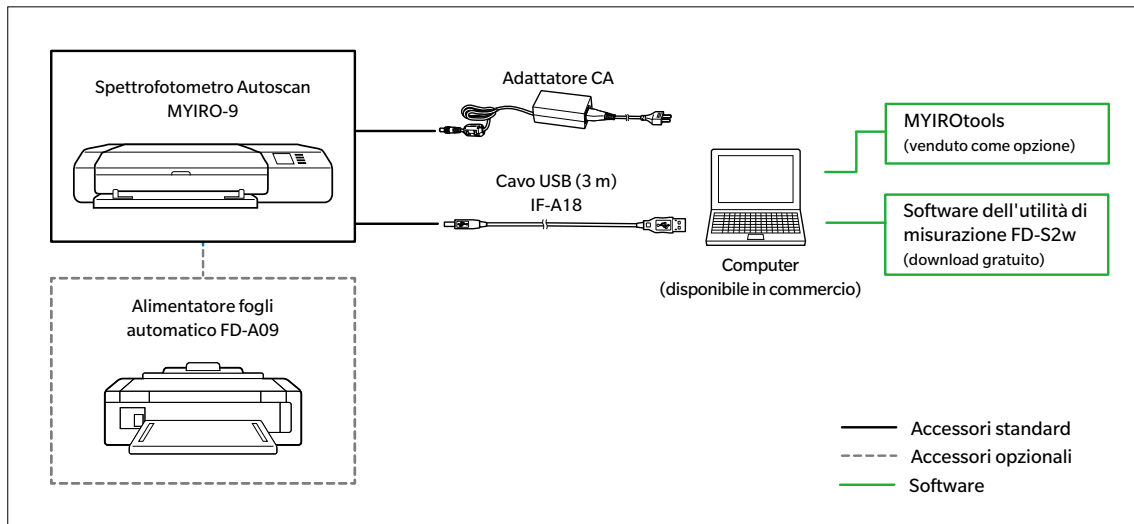 Spettrofotometro Autoscan
MYIRO-9
Adattatore CA
Cavo USB (3 m)
IF-A18
Computer
(disponibile in commercio)
MYIROtools
(venduto come opzione)
Software dell'utilità di
misurazione FD-S2w
(download gratuito)
Alimentatore fogli
automatico FD-A09
Accessori standard
Accessori opzionali
Software